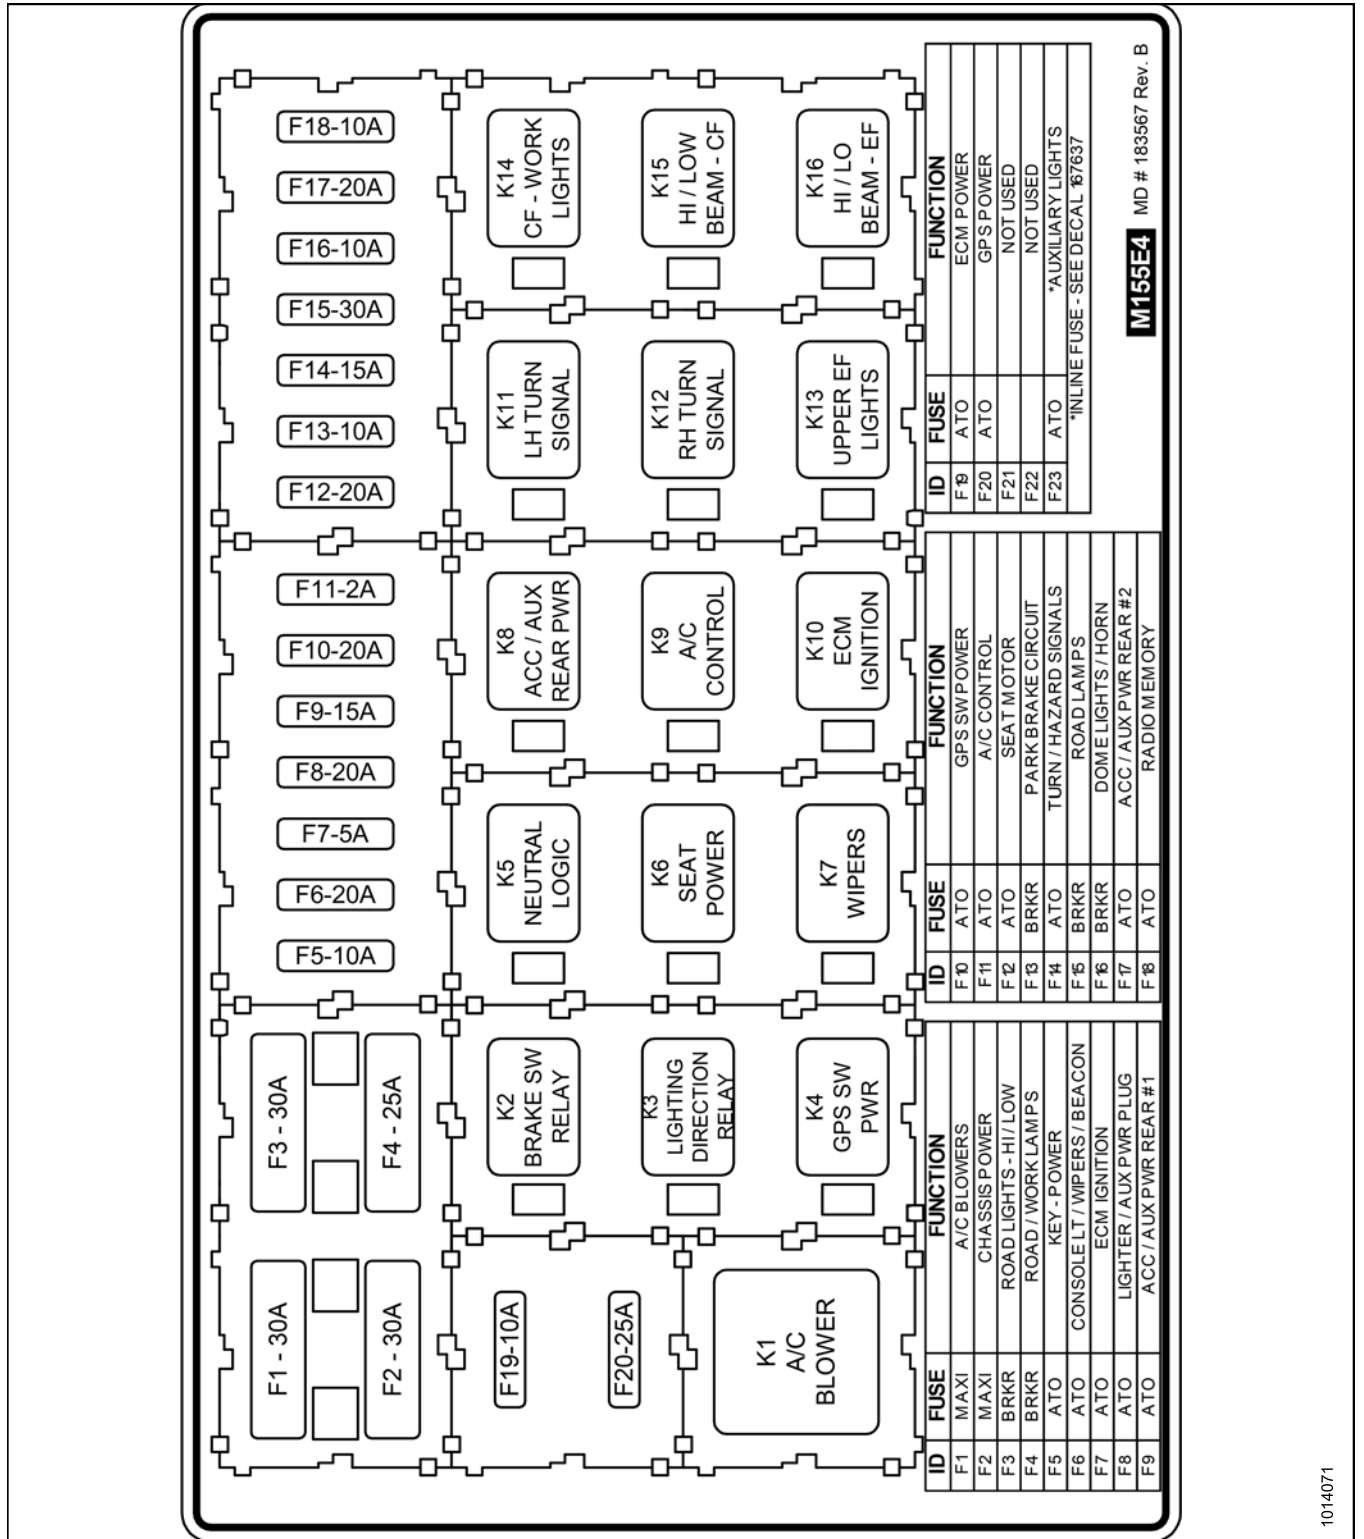 F18-10A
F17-20A
F16-10A
F15-30A
F14-15A
F13-10A
F12-20A
F11-2A
F10-20A
F9-15A
F8-20A
F7-5A
F6-20A
F5-10A
F3 - 30A
F4 - 25A
F1 - 30A
F2 - 30A
K14
CF - WORK
LIGHTS
K15
HI / LOW
BEAM - CF
K16
HI / LO
BEAM - EF
K11
LH TURN
SIGNAL
K12
RH TURN
SIGNAL
K13
UPPER EF
LIGHTS
K8
ACC / AUX
REAR PWR
K9
A/C
CONTROL
K10
ECM
IGNITION
K5
NEUTRAL
LOGIC
K6
SEAT
POWER
K7
WIPERS
K2
BRAKE SW
RELAY
K3
LIGHTING
DIRECTION
RELAY
K4
GPS SW
PWR
F19-10A
F20-25A
K1
A/C
BLOWER
ID FUSE FUNCTION
F1 MAXI A/C BLOWERS
F2 MAXI CHASSIS POWER
F3 BRKR ROAD LIGHTS - HI / LOW
F4 BRKR ROAD / WORK LAMPS
F5 ATO KEY - POWER
F6 ATO CONSOLE LT / WIPERS / BEACON
F7 ATO ECM IGNITION
F8 ATO LIGHTER / AUX PWR PLUG
F9 ATO ACC / AUX PWR REAR #1
ID FUSE FUNCTION
F10 ATO GPS SW POWER
F11 ATO A/C CONTROL
F12 ATO SEAT MOTOR
F13 BRKR PARK BRAKE CIRCUIT
F14 ATO TURN / HAZARD SIGNALS
F15 BRKR ROAD LAMPS
F16 BRKR DOME LIGHTS / HORN
F17 ATO ACC / AUX PWR REAR #2
F18 ATO RADIO MEMORY
ID FUSE FUNCTION
F19 ATO ECM POWER
F20 ATO GPS POWER
F21 NOT USED
F22 NOT USED
F23 ATO *AUXILIARY LIGHTS
*INLINE FUSE - SEE DECAL 167637
M155E4 MD # 183567 Rev. B
1014071